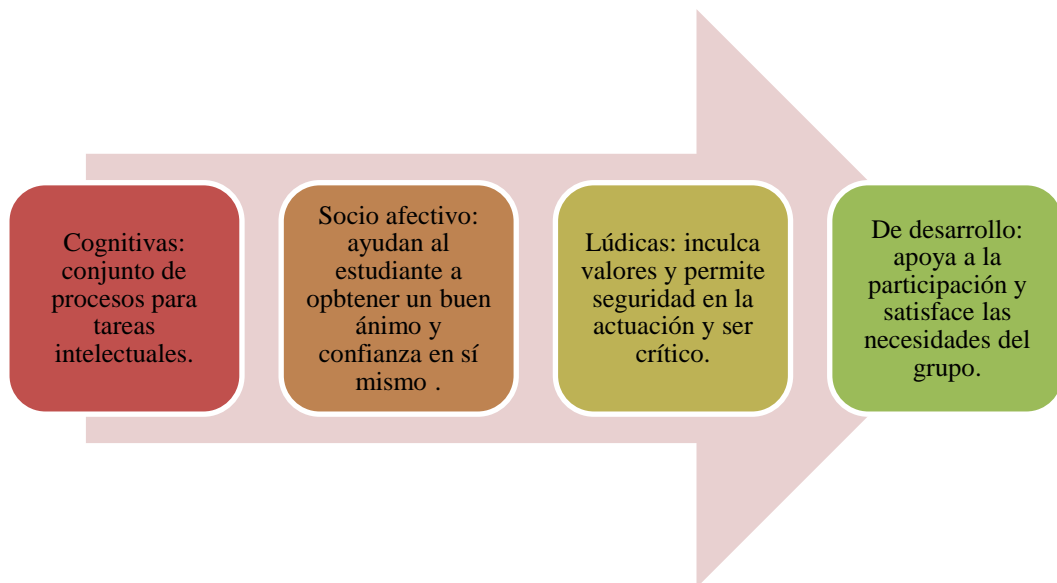 Cognitivas:
conjunto de
procesos para
tareas
intelectuales.
Socio afectivo:
ayudan al
estudiante a
opbtener un buen
ánimo y
confianza en sí
mismo .
Lúdicas: inculca
valores y permite
seguridad en la
actuación y ser
crítico.
De desarrollo:
apoya a la
participación y
satisface las
necesidades del
grupo.